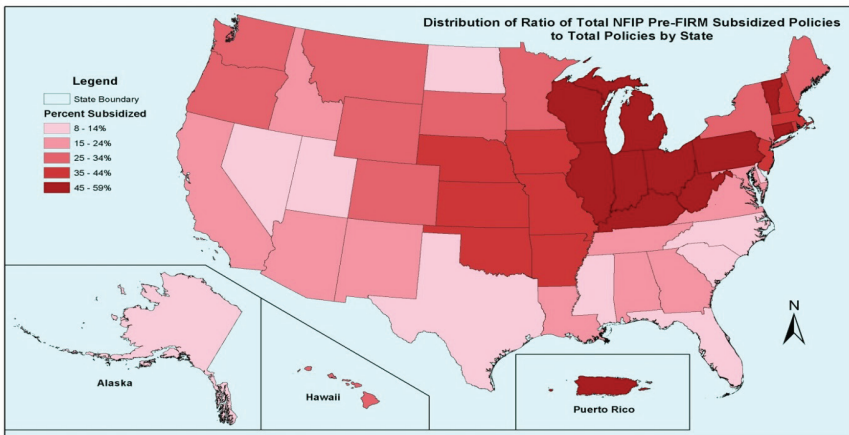 Distribution of Ratio of Total NFIP Pre-FIRM Subsidized Policies
to Total Policies by State
Legend
State Boundary
Percent Subsidized
8 - 14%
15 - 24%
25 - 34%
35 - 44%
45 - 59%
N
Alaska
Hawaii
Puerto Rico